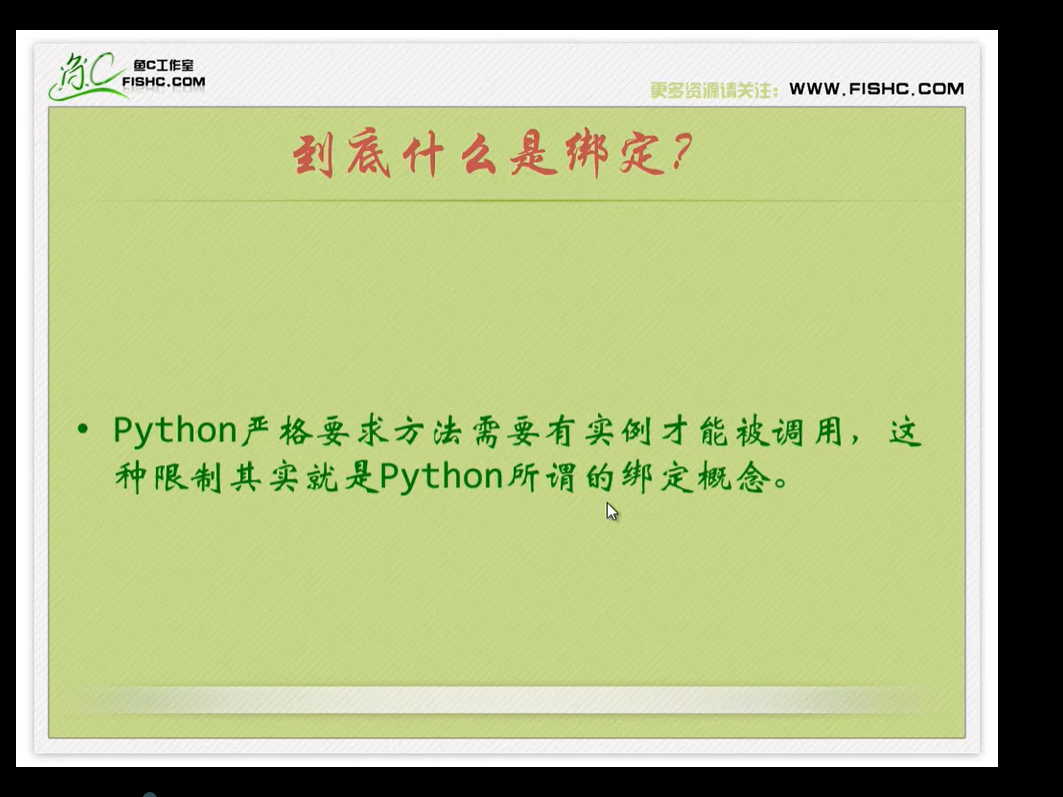 鱼C工作室
FISHC.COM
更多资源请关注：WWW.FISHC.COM
到底什么是绑定？
• Python严格要求方法需要有实例才能被调用，这
种限制其实就是Python所谓的绑定概念。